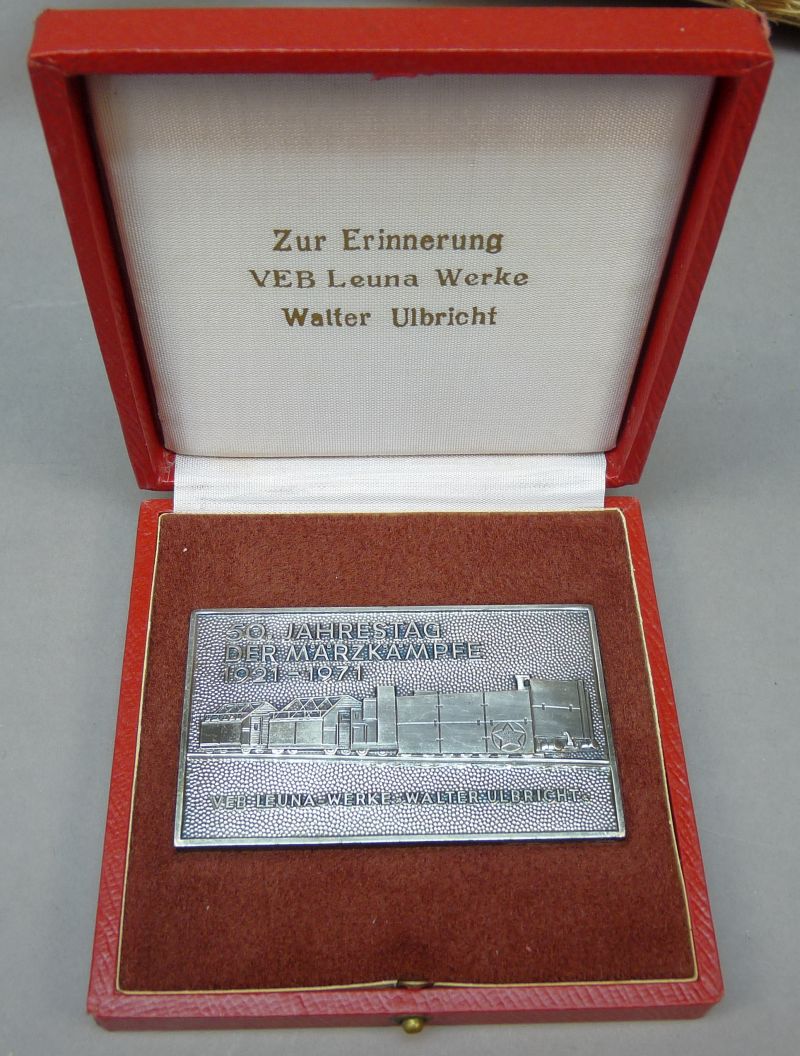 Zur Erinnerung
VEB Leuna Werke
Walter Ulbricht
50. JAHRESTAG
DER MÄRZKÄMPFE
1921-1971
VEB LEUNA-WERKE "WALTER ULBRICHT"